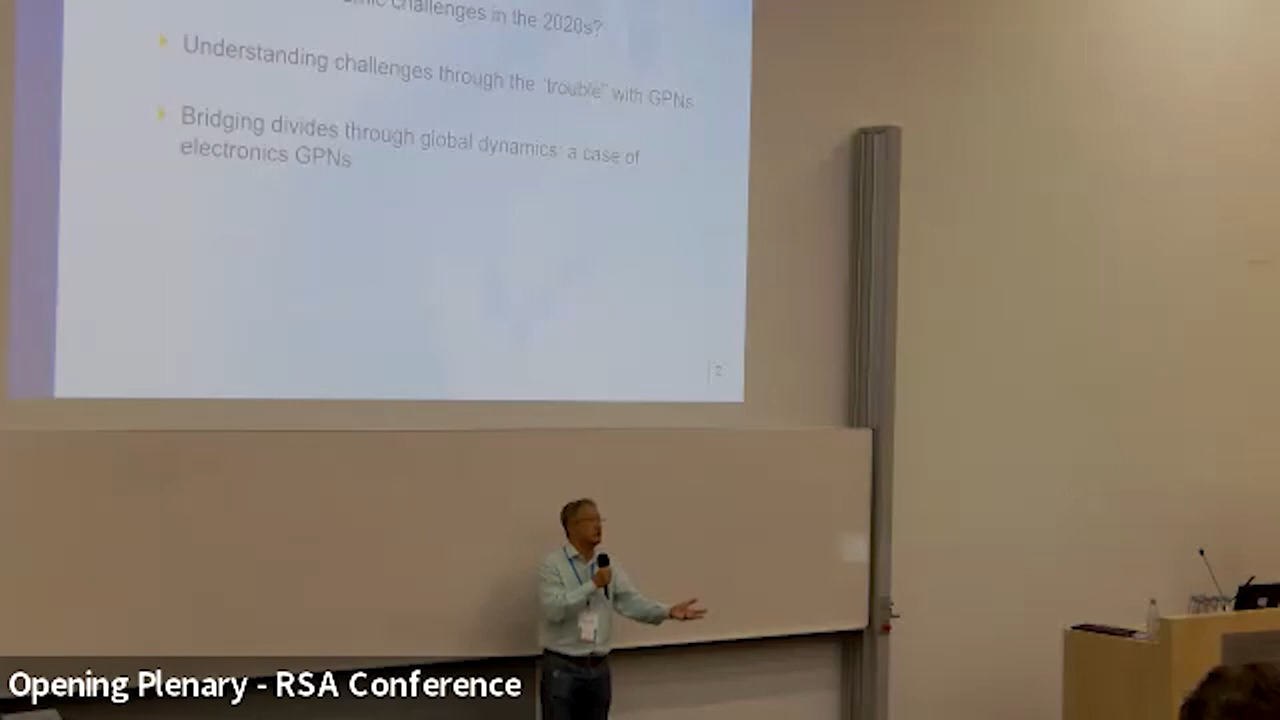 challenges in the 2020s?
Understanding challenges through the 'trouble' with GPNs
Bridging divides through global dynamics: a case of
electronics GPNs
2
Opening Plenary - RSA Conference